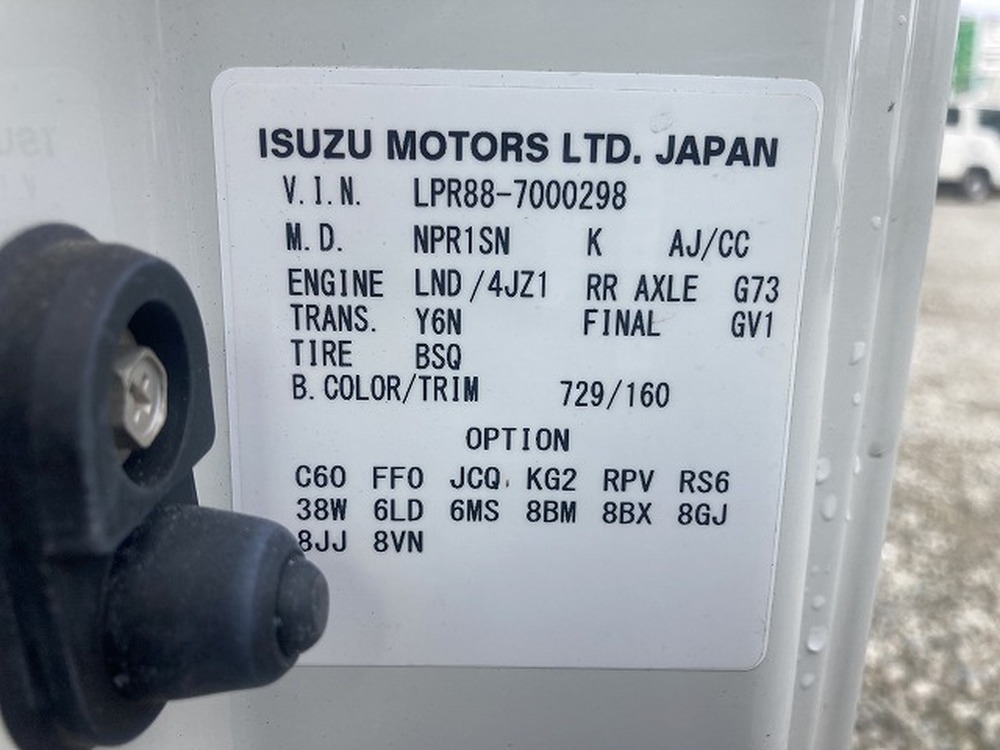 ISUZU MOTORS LTD. JAPAN
V.I.N. LPR88-7000298
M.D. NPR1SN K AJ/CC
ENGINE LND/4JZ1 RR AXLE G73
TRANS. Y6N FINAL GV1
TIRE BSQ
B.COLOR/TRIM 729/160
OPTION
C60 FF0 JCQ KG2 RPV RS6
38W 6LD 6MS 8BM 8BX 8GJ
8JJ 8VN